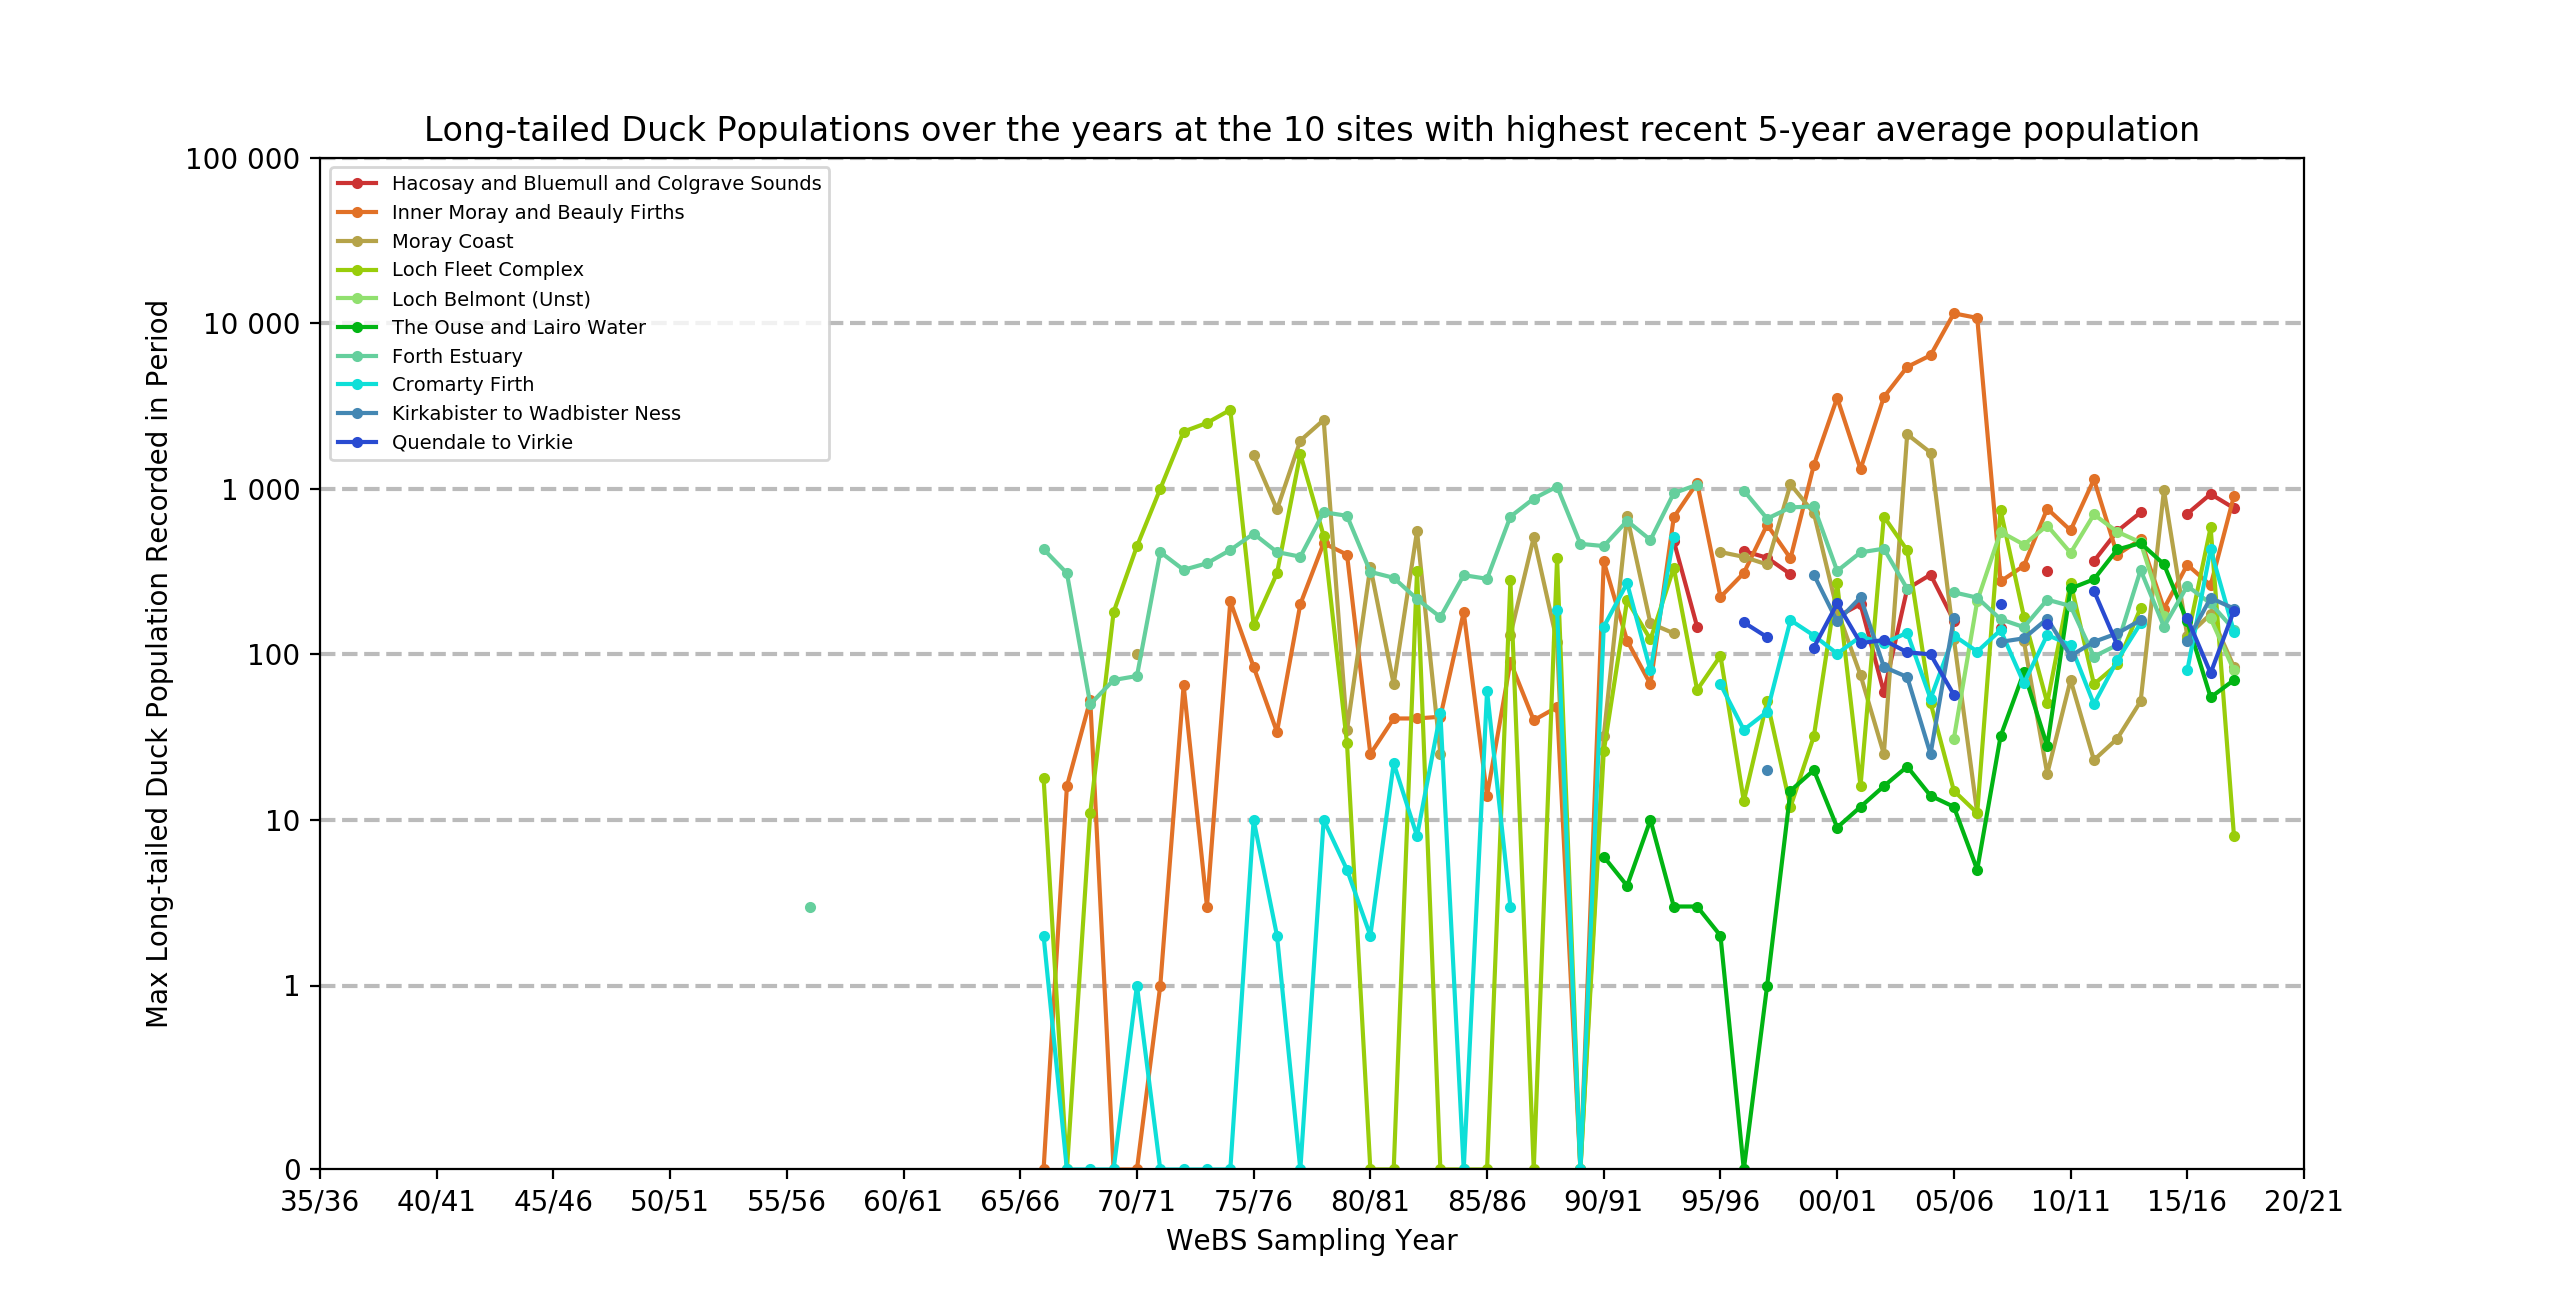 Long-tailed Duck Populations over the years at the 10 sites with highest recent 5-year average population
Max Long-tailed Duck Population Recorded in Period
100 000
10 000
1 000
100
10
1
0
Hacosay and Bluemull and Colgrave Sounds
Inner Moray and Beauly Firths
Moray Coast
Loch Fleet Complex
Loch Belmont (Unst)
The Ouse and Lairo Water
Forth Estuary
Cromarty Firth
Kirkabister to Wadbister Ness
Quendale to Virkie
35/36 40/41 45/46 50/51 55/56 60/61 65/66 70/71 75/76 80/81 85/86 90/91 95/96 00/01 05/06 10/11 15/16 20/21
WeBS Sampling Year